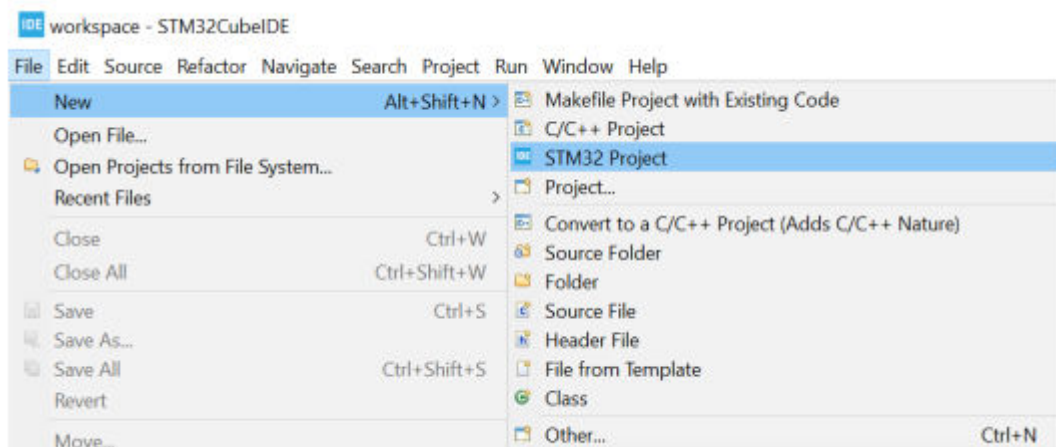 IDE workspace - STM32CubeIDE
File Edit Source Refactor Navigate Search Project Run Window Help
New Alt+Shift+N >
Open File...
Open Projects from File System...
Recent Files >
Close Ctrl+W
Close All Ctrl+Shift+W
Save Ctrl+S
Save As...
Save All Ctrl+Shift+S
Revert
Move...
Makefile Project with Existing Code
C/C++ Project
IDE STM32 Project
Project...
Convert to a C/C++ Project (Adds C/C++ Nature)
Source Folder
Folder
Source File
Header File
File from Template
Class
Other... Ctrl+N